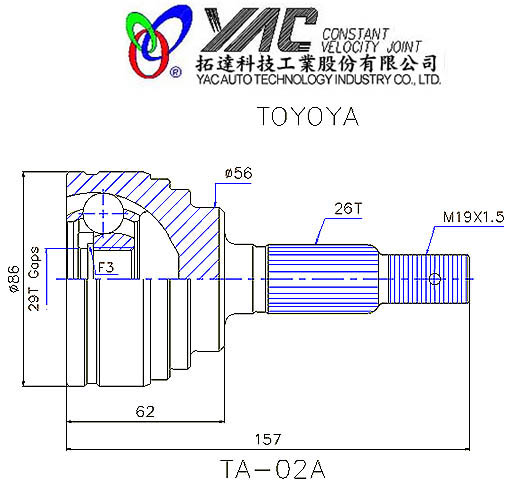 YAC CONSTANT
VELOCITY JOINT
拓達科技工業股份有限公司
® YAC AUTO TECHNOLOGY INDUSTRY CO., LTD.
TOYOYA
ø56
26T
M19X1.5
F3
ø86
29T Gaps
62
157
TA-02A